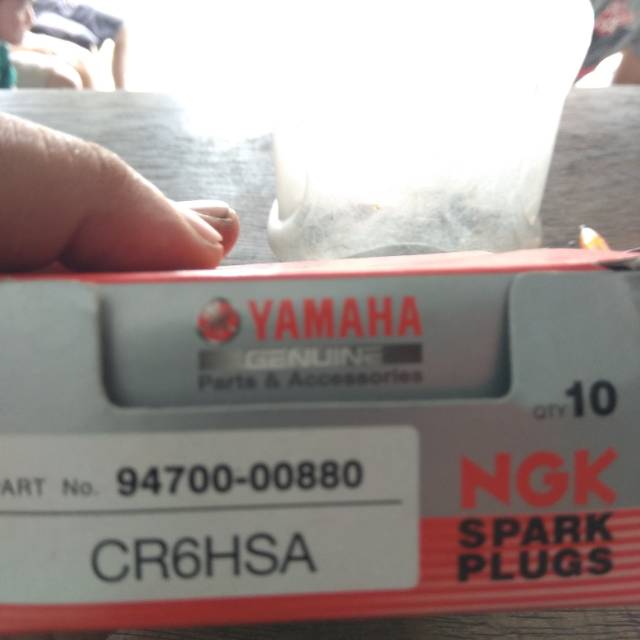 YAMAHA
GENUINE
Parts & Accessories
QTY 10
ART No. 94700-00880
CR6HSA
NGK
SPARK
PLUGS